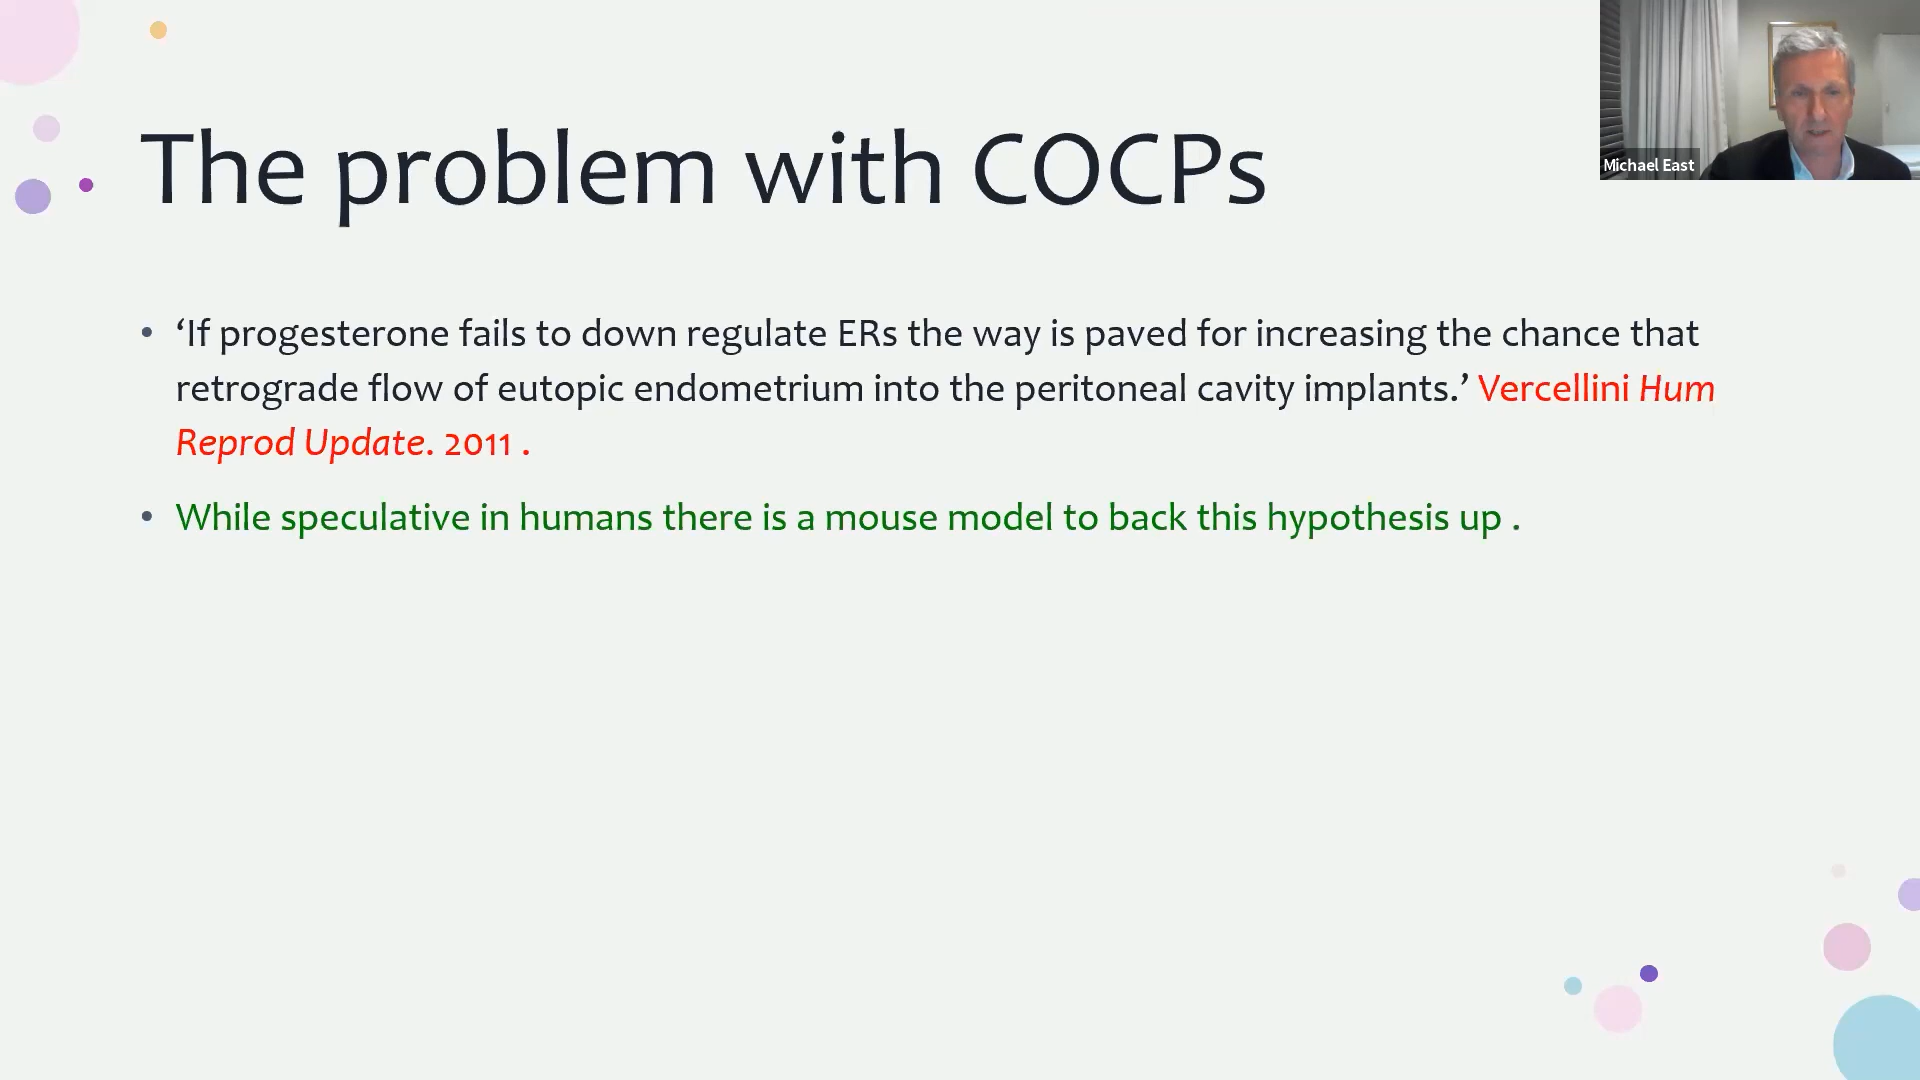 The problem with COCPs
Michael East
• ‘If progesterone fails to down regulate ERs the way is paved for increasing the chance that
retrograde flow of eutopic endometrium into the peritoneal cavity implants.’ Vercellini Hum
Reprod Update. 2011 .
• While speculative in humans there is a mouse model to back this hypothesis up .